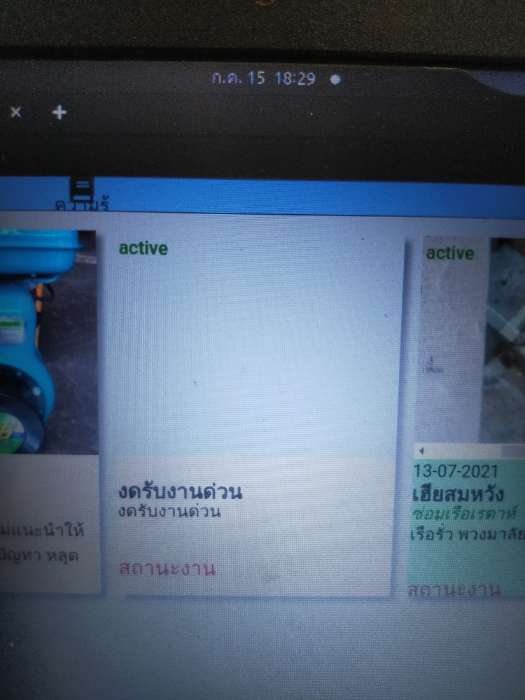 ก.ค. 15 18:29
ความรู้
active
งดรับงานด่วน
งดรับงานด่วน
สถานะงาน
มแนะนำให้
ปัญหา หลุด
active
13-07-2021
เฮียสมหวัง
ซ่อมเรือเรดาห์
เรือรั่ว พวงมาลัย
สถานะงาน